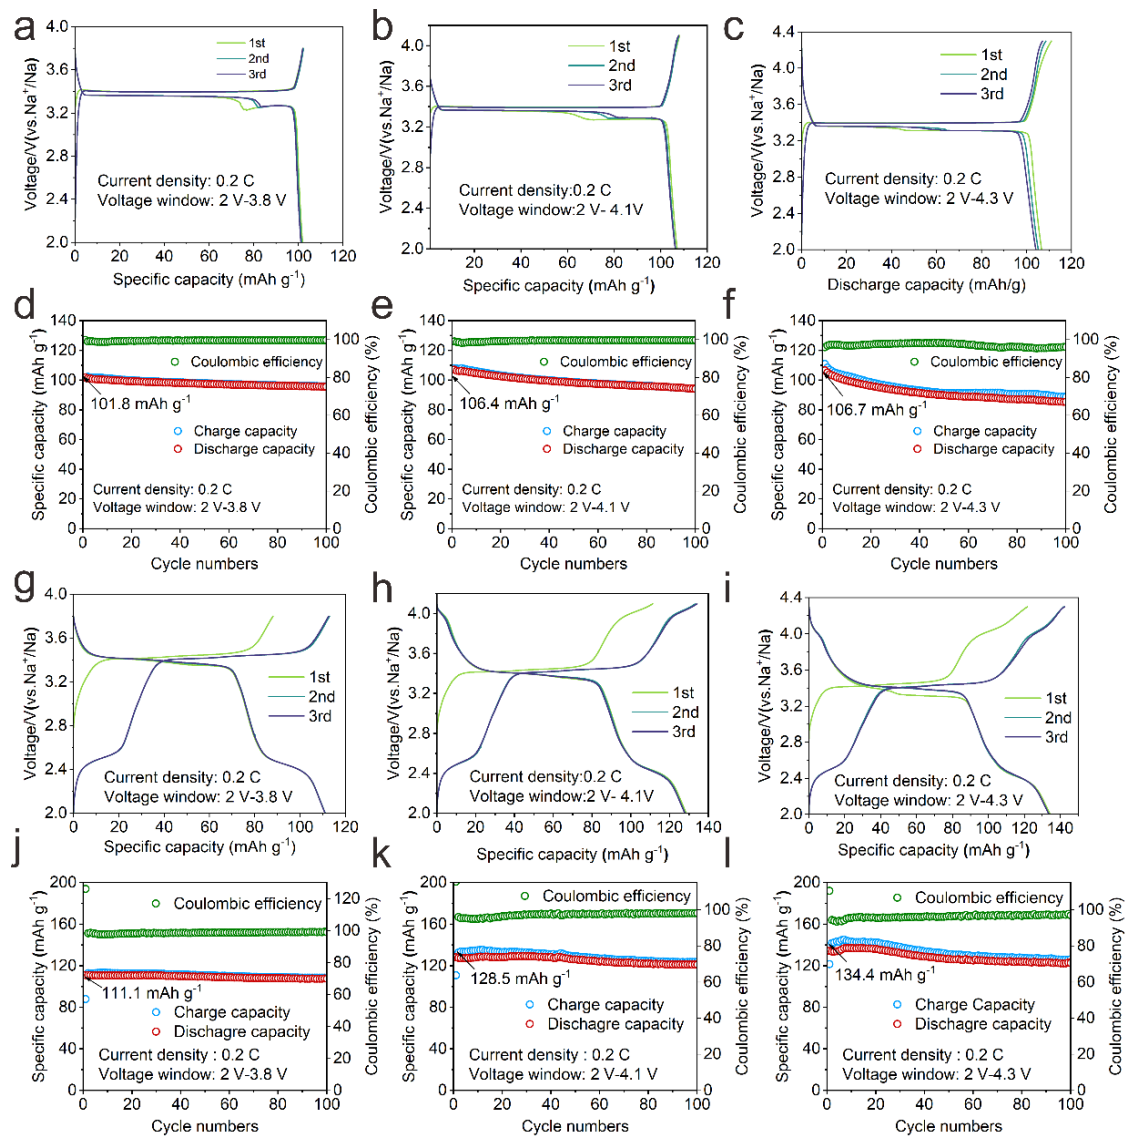 a
4.0
3.6
3.2
2.8
2.4
2.0
Voltage/V(vs.Na⁺/Na)
1st
2nd
3rd
Current density: 0.2 C
Voltage window: 2 V-3.8 V
0 20 40 60 80 100 120
Specific capacity (mAh g⁻¹)
b
4.0
3.6
3.2
2.8
2.4
2.0
Voltage/V(vs.Na⁺/Na)
1st
2nd
3rd
Current density:0.2 C
Voltage window:2 V- 4.1V
20 40 60 80 100 120
Specific capacity (mAh g⁻¹)
c
4.4
4.0
3.6
3.2
2.8
2.4
2.0
Voltage/V(vs.Na⁺/Na)
1st
2nd
3rd
Current density: 0.2 C
Voltage window: 2 V-4.3 V
0 20 40 60 80 100 120
Discharge capacity (mAh/g)
d
140
120
100
80
60
40
20
0
Specific capacity (mAh g⁻¹)
100
80
60
40
20
0
Coulombic efficiency (%)
Coulombic efficiency
101.8 mAh g⁻¹
Charge capacity
Discharge capacity
Current density: 0.2 C
Voltage window: 2 V-3.8 V
0 20 40 60 80 100
Cycle numbers
e
140
120
100
80
60
40
20
0
Specific capacity (mAh g⁻¹)
100
80
60
40
20
0
Coulombic efficiency (%)
Coulombic efficiency
106.4 mAh g⁻¹
Charge capacity
Discharge capacity
Current density: 0.2 C
Voltage window: 2 V-4.1 V
0 20 40 60 80 100
Cycle numbers
f
140
120
100
80
60
40
20
0
Specific capacity (mAh g⁻¹)
100
80
60
40
20
0
Coulombic efficiency (%)
Coulombic efficiency
106.7 mAh g⁻¹
Charge capacity
Discharge capacity
Current density: 0.2 C
Voltage window: 2 V-4.3 V
0 20 40 60 80 100
Cycle numbers
g
4.0
3.6
3.2
2.8
2.4
2.0
Voltage/V(vs.Na⁺/Na)
1st
2nd
3rd
Current density: 0.2 C
Voltage window: 2 V-3.8 V
0 20 40 60 80 100 120
Specific capacity (mAh g⁻¹)
h
4.0
3.6
3.2
2.8
2.4
2.0
Voltage/V(vs.Na⁺/Na)
1st
2nd
3rd
Current density:0.2 C
Voltage window:2 V- 4.1V
0 20 40 60 80 100 120 140
Specific capacity (mAh g⁻¹)
i
4.4
4.0
3.6
3.2
2.8
2.4
2.0
Voltage/V(vs.Na⁺/Na)
1st
2nd
3rd
Current density: 0.2 C
Voltage window: 2 V-4.3 V
0 20 40 60 80 100 120 140
Specific capacity (mAh g⁻¹)
j
200
160
120
80
40
0
Specific capacity (mAh g⁻¹)
120
100
80
60
40
20
0
Coulombic efficiency (%)
Coulombic efficiency
111.1 mAh g⁻¹
Charge capacity
Dischagre capacity
Current density : 0.2 C
Voltage window: 2 V-3.8 V
0 20 40 60 80 100
Cycle numbers
k
200
160
120
80
40
0
Specific capacity (mAh g⁻¹)
100
80
60
40
20
0
Coulombic efficiency (%)
Coulombic efficiency
128.5 mAh g⁻¹
Charge capacity
Dischagre capacity
Current density : 0.2 C
Voltage window: 2 V-4.1 V
0 20 40 60 80 100
Cycle numbers
l
200
160
120
80
40
0
Specific capacity (mAh g⁻¹)
100
80
60
40
20
0
Coulombic efficiency (%)
Coulombic efficiency
134.4 mAh g⁻¹
Charge Capacity
Dischagre capacity
Current density : 0.2 C
Voltage window: 2 V-4.3 V
0 20 40 60 80 100
Cycle numbers